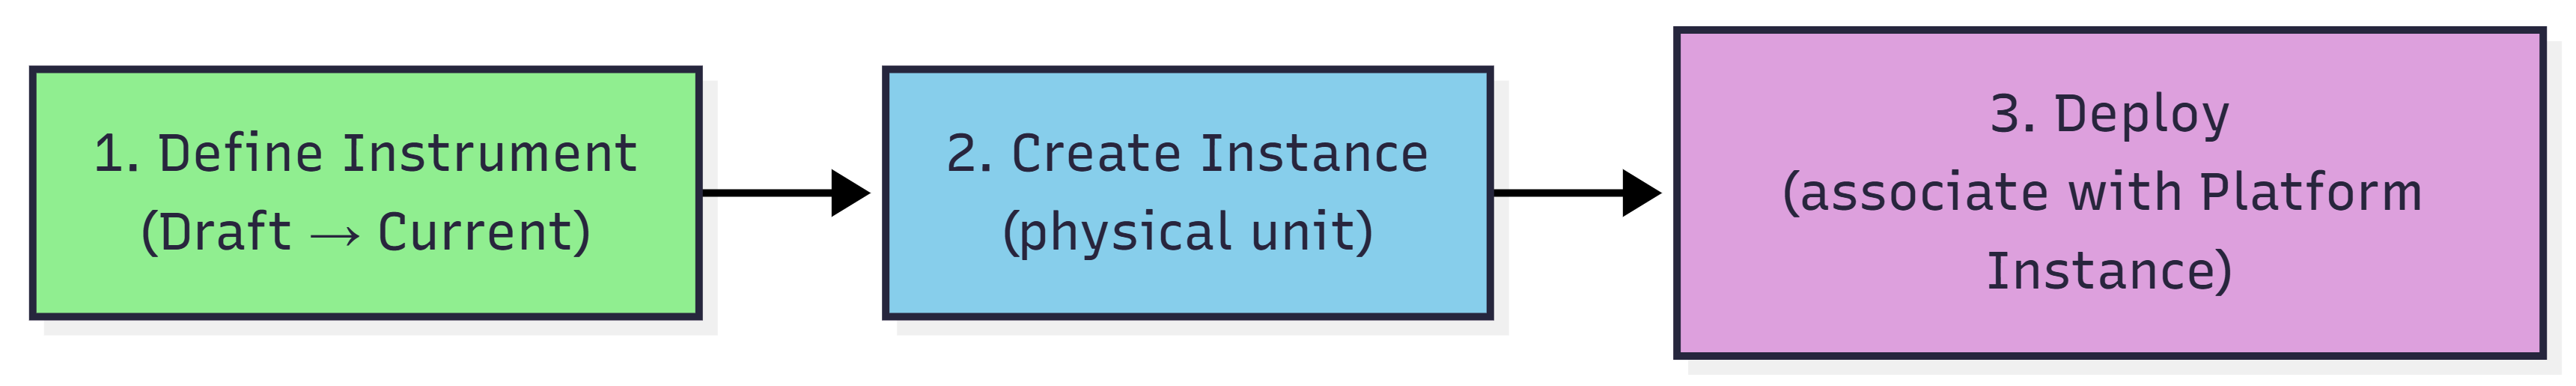 1. Define Instrument
(Draft → Current)
2. Create Instance
(physical unit)
3. Deploy
(associate with Platform
Instance)